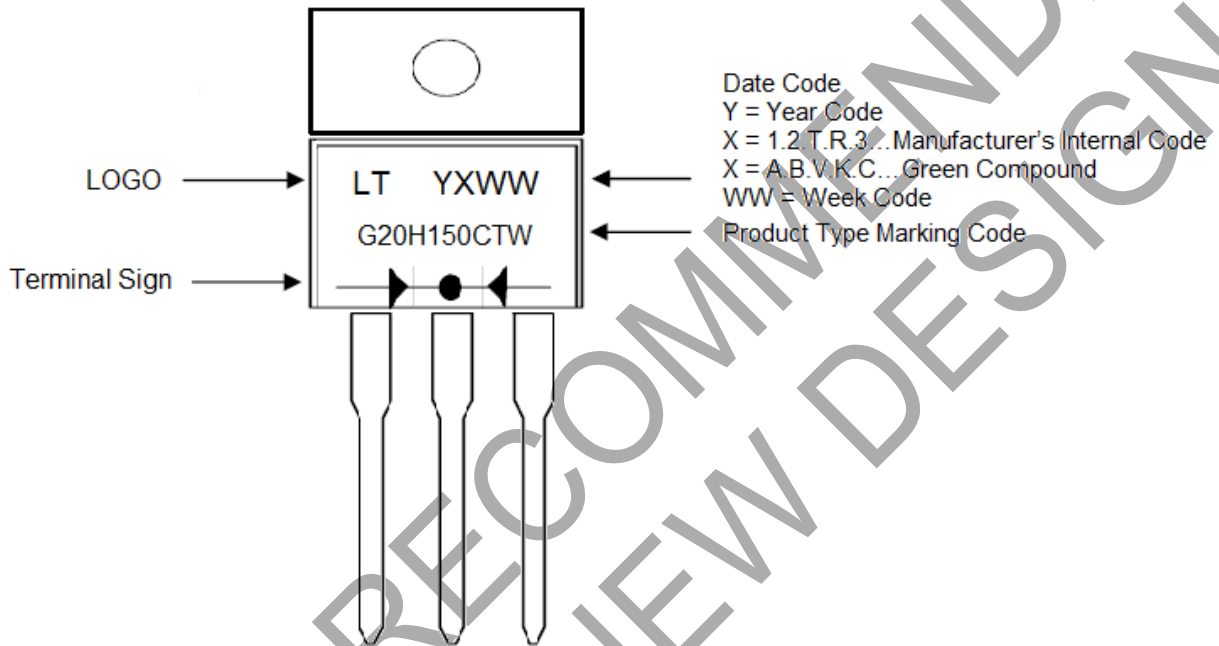 LOGO
LT YXWW
Date Code
Y = Year Code
X = 1.2.T.R.3...Manufacturer's Internal Code
X = A.B.V.K.C...Green Compound
WW = Week Code
G20H150CTW
Product Type Marking Code
Terminal Sign
RECOMMEND
NEW DESIGN